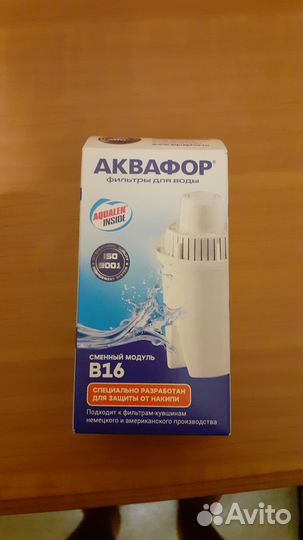 АКВАФОР®
фильтры для воды
AQUALEN™
INSIDE
ISO
9001
СМЕННЫЙ МОДУЛЬ
B16
СПЕЦИАЛЬНО РАЗРАБОТАН
ДЛЯ ЗАЩИТЫ ОТ НАКИПИ
Подходит к фильтрам-кувшинам
немецкого и американского производства
Avito